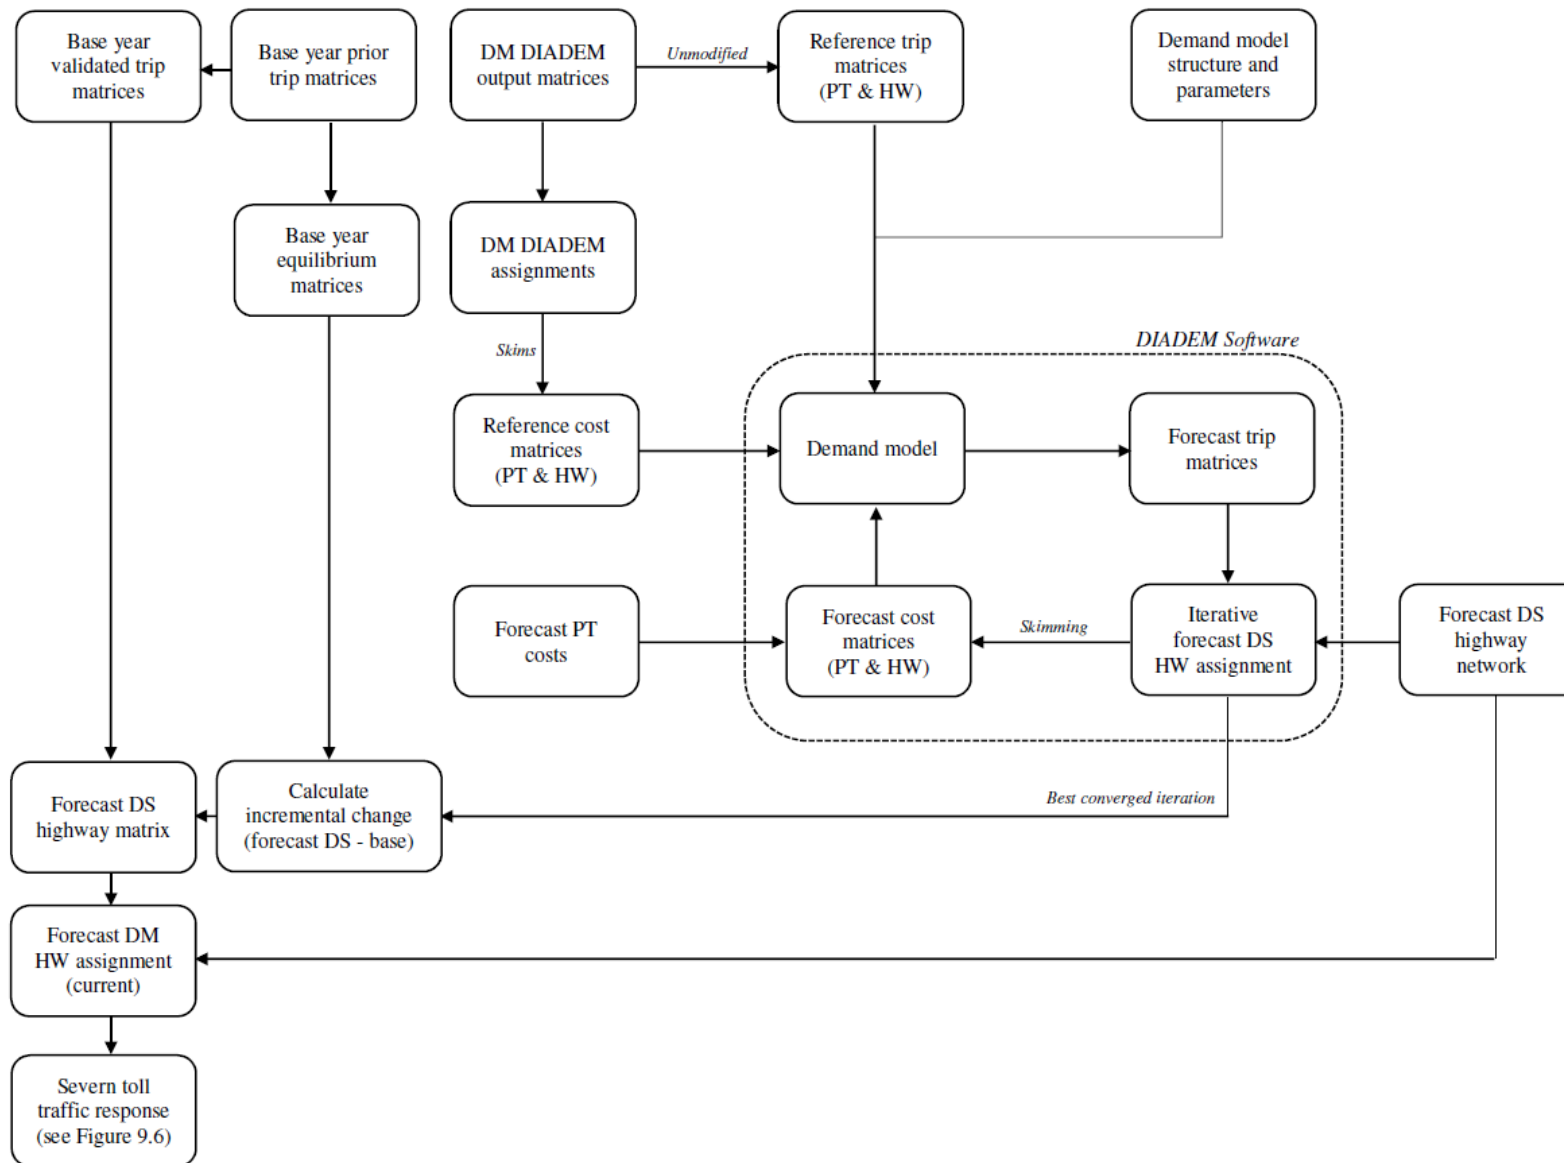 Base year
validated trip
matrices
Base year prior
trip matrices
DM DIADEM
output matrices
Unmodified
Reference trip
matrices
(PT & HW)
Demand model
structure and
parameters
Base year
equilibrium
matrices
DM DIADEM
assignments
Skims
DIADEM Software
Reference cost
matrices
(PT & HW)
Demand model
Forecast trip
matrices
Forecast PT
costs
Forecast cost
matrices
(PT & HW)
Skimming
Iterative
forecast DS
HW assignment
Forecast DS
highway
network
Forecast DS
highway matrix
Calculate
incremental change
(forecast DS - base)
Best converged iteration
Forecast DM
HW assignment
(current)
Severn toll
traffic response
(see Figure 9.6)